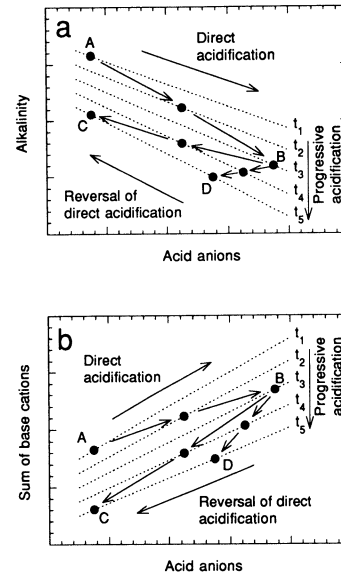 a
A
Direct
acidification
Alkalinity
C
B
D
t1
t2
t3
t4
t5
Progressive
acidification
Reversal of
direct acidification
Acid anions
b
Direct
acidification
t1
t2
t3
B
t4
t5
Progressive
acidification
A
Sum of base cations
D
C
Reversal of direct
acidification
Acid anions